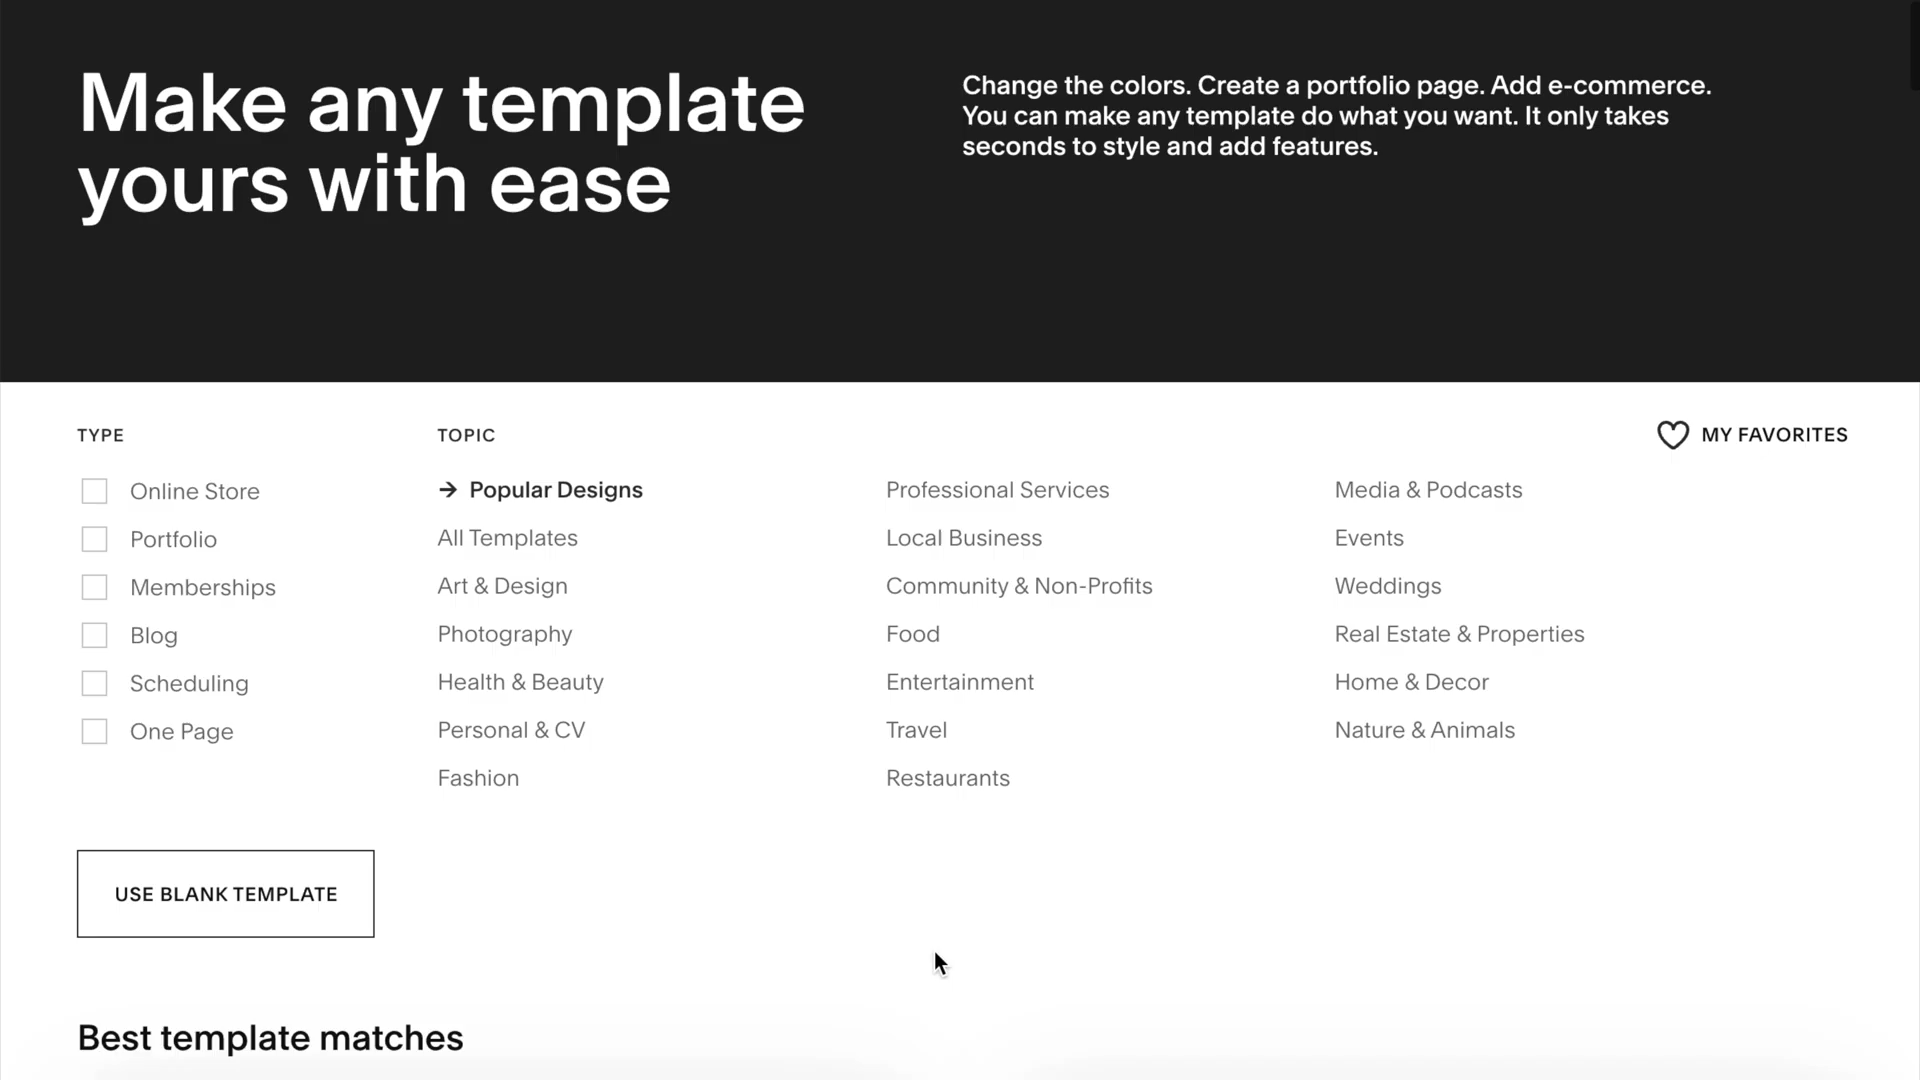 Make any template
yours with ease
Change the colors. Create a portfolio page. Add e-commerce.
You can make any template do what you want. It only takes
seconds to style and add features.
TYPE
Online Store
Portfolio
Memberships
Blog
Scheduling
One Page
TOPIC
→ Popular Designs
All Templates
Art & Design
Photography
Health & Beauty
Personal & CV
Fashion
Professional Services
Local Business
Community & Non-Profits
Food
Entertainment
Travel
Restaurants
Media & Podcasts
Events
Weddings
Real Estate & Properties
Home & Decor
Nature & Animals
MY FAVORITES
USE BLANK TEMPLATE
Best template matches